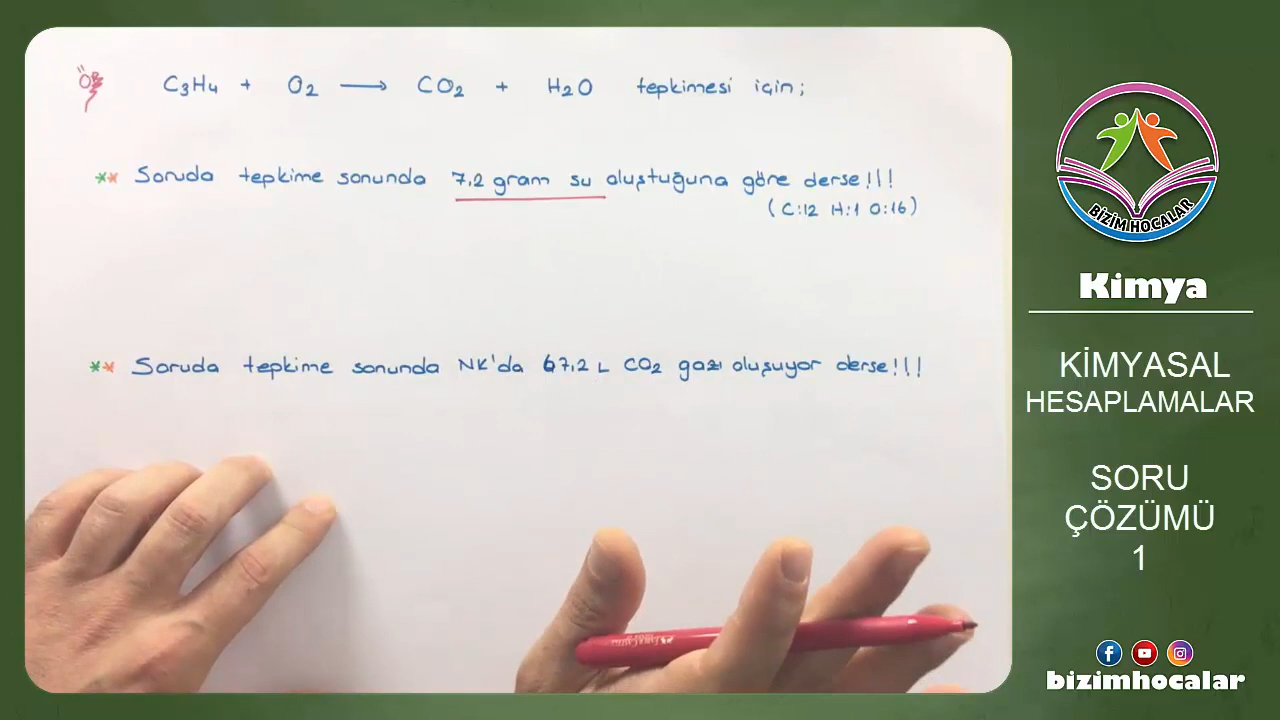 ÖR
C3H4 + O2 → CO2 + H2O tepkimesi için;
** Soruda tepkime sonunda 7,2 gram su oluştuğuna göre derse!!!
(C:12 H:1 O:16)
** Soruda tepkime sonunda NK'da 67,2 L CO2 gazı oluşuyor derse!!!
BİZİM HOCALAR
Kimya
KİMYASAL
HESAPLAMALAR
SORU
ÇÖZÜMÜ
1
bizimhocalar